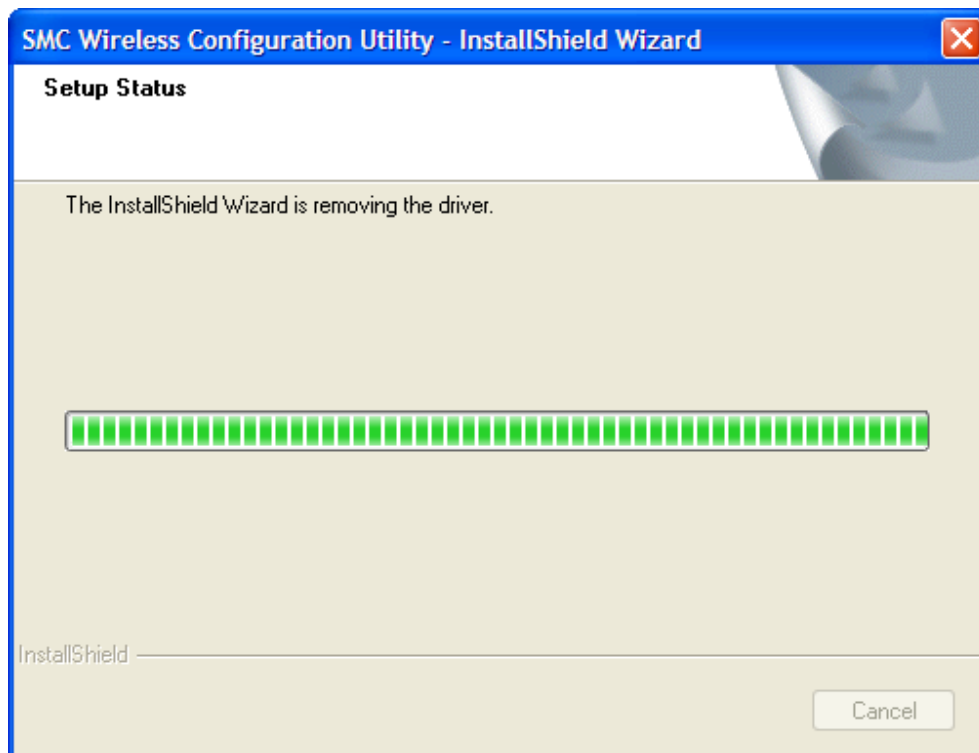 SMC Wireless Configuration Utility - InstallShield Wizard
Setup Status
The InstallShield Wizard is removing the driver.
InstallShield
Cancel